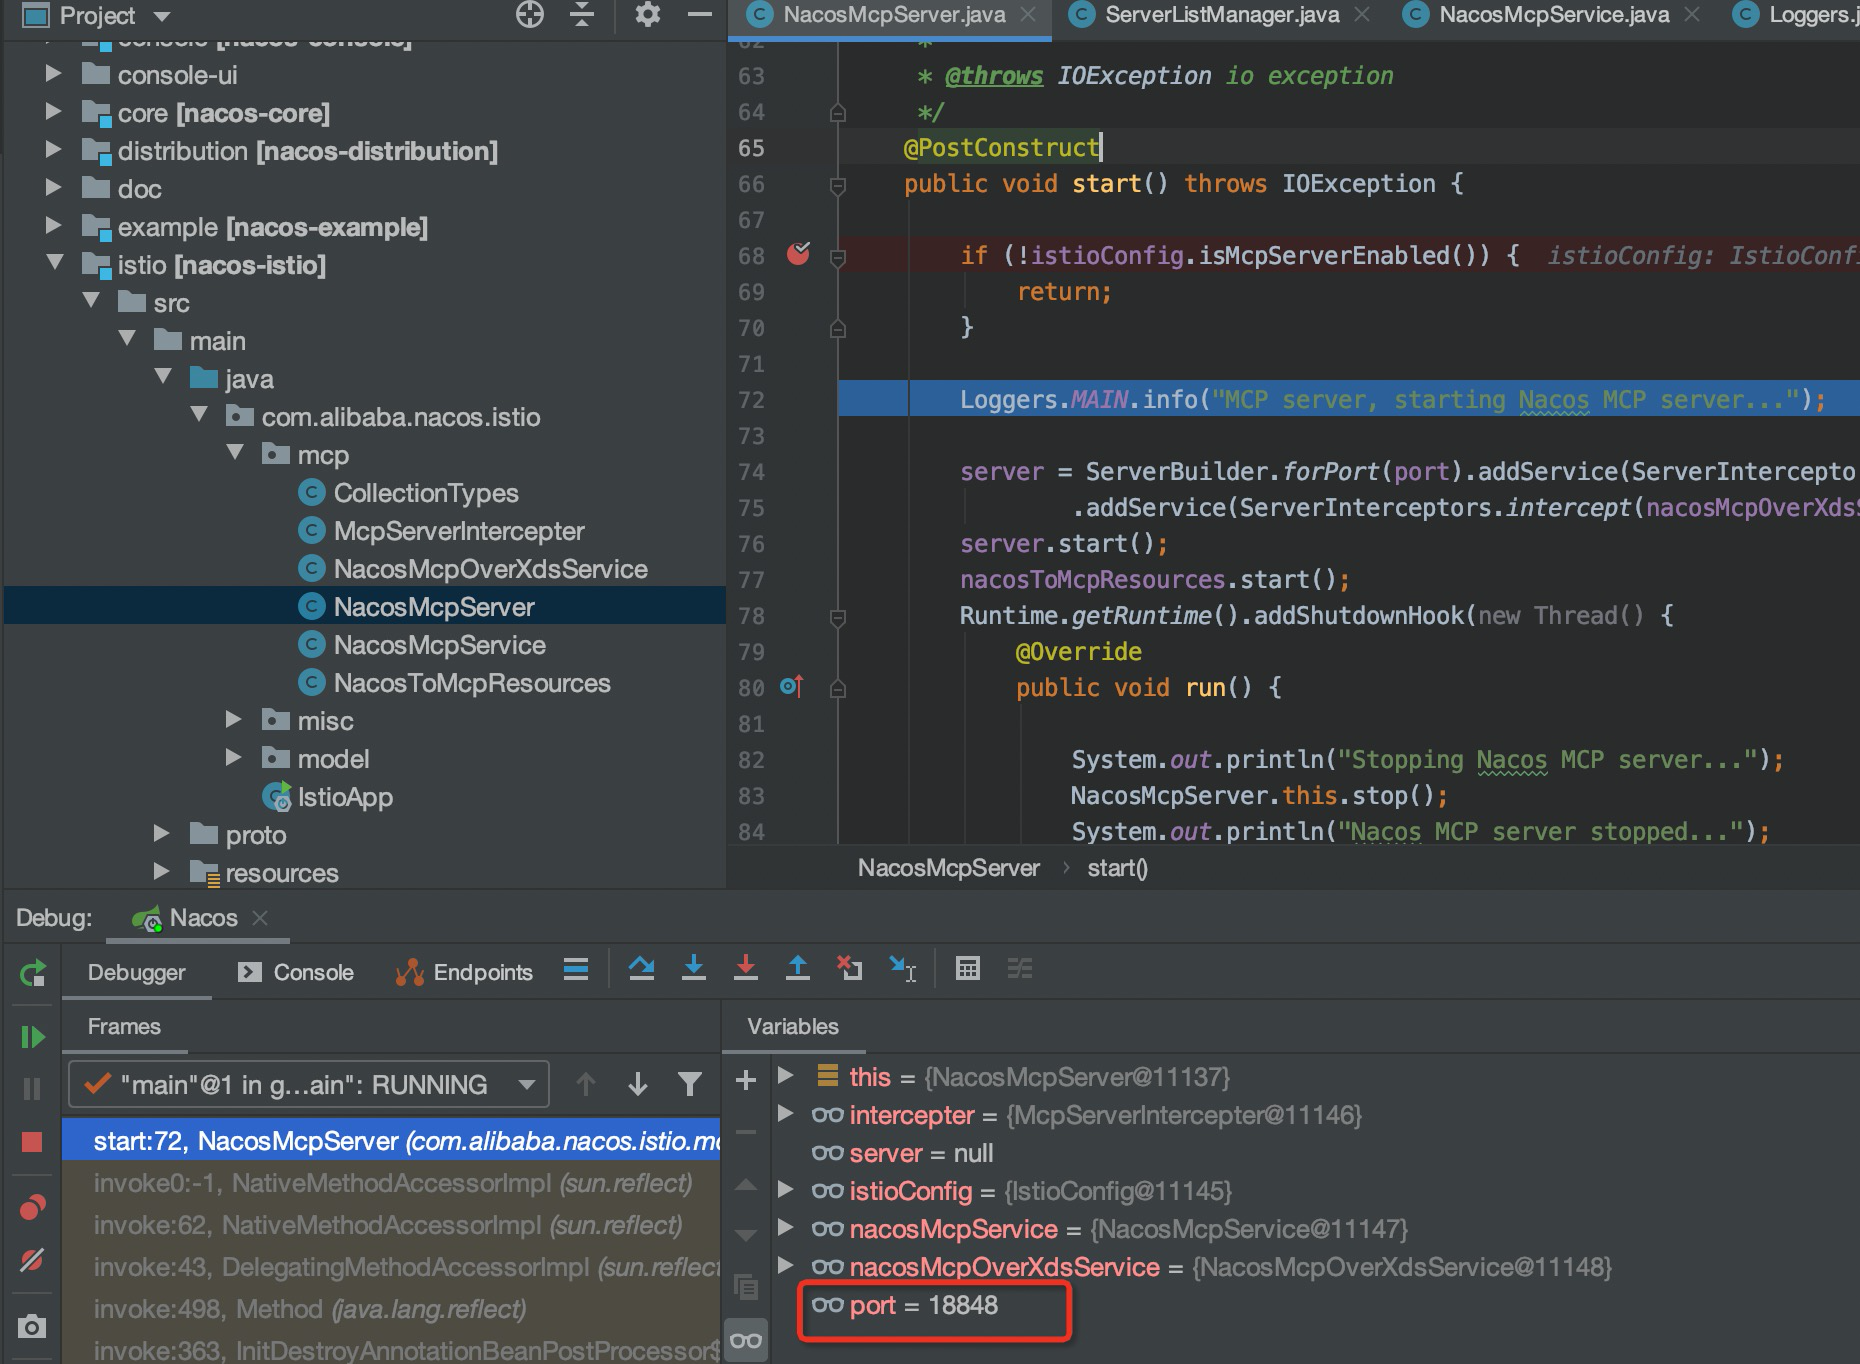 Project
NacosMcpServer.java
ServerListManager.java
NacosMcpService.java
Loggers.j
console [nacos-console]
console-ui
core [nacos-core]
distribution [nacos-distribution]
doc
example [nacos-example]
istio [nacos-istio]
src
main
java
com.alibaba.nacos.istio
mcp
CollectionTypes
McpServerIntercepter
NacosMcpOverXdsService
NacosMcpServer
NacosMcpService
NacosToMcpResources
misc
model
IstioApp
proto
resources
62 *
63 * @throws IOException io exception
64 */
65 @PostConstruct
66 public void start() throws IOException {
67
68 if (!istioConfig.isMcpServerEnabled()) { istioConfig: IstioConfi
69 return;
70 }
71
72 Loggers.MAIN.info("MCP server, starting Nacos MCP server...");
73
74 server = ServerBuilder.forPort(port).addService(ServerIntercepto
75 .addService(ServerInterceptors.intercept(nacosMcpOverXdsS
76 server.start();
77 nacosToMcpResources.start();
78 Runtime.getRuntime().addShutdownHook(new Thread() {
79 @Override
80 public void run() {
81
82 System.out.println("Stopping Nacos MCP server...");
83 NacosMcpServer.this.stop();
84 System.out.println("Nacos MCP server stopped...");
NacosMcpServer › start()
Debug: Nacos
Debugger Console Endpoints
Frames
"main"@1 in g...ain": RUNNING
start:72, NacosMcpServer (com.alibaba.nacos.istio.mc
invoke0:-1, NativeMethodAccessorImpl (sun.reflect)
invoke:62, NativeMethodAccessorImpl (sun.reflect)
invoke:43, DelegatingMethodAccessorImpl (sun.reflect
invoke:498, Method (java.lang.reflect)
invoke:363, InitDestroyAnnotationBeanPostProcessor$
Variables
this = {NacosMcpServer@11137}
intercepter = {McpServerIntercepter@11146}
server = null
istioConfig = {IstioConfig@11145}
nacosMcpService = {NacosMcpService@11147}
nacosMcpOverXdsService = {NacosMcpOverXdsService@11148}
port = 18848